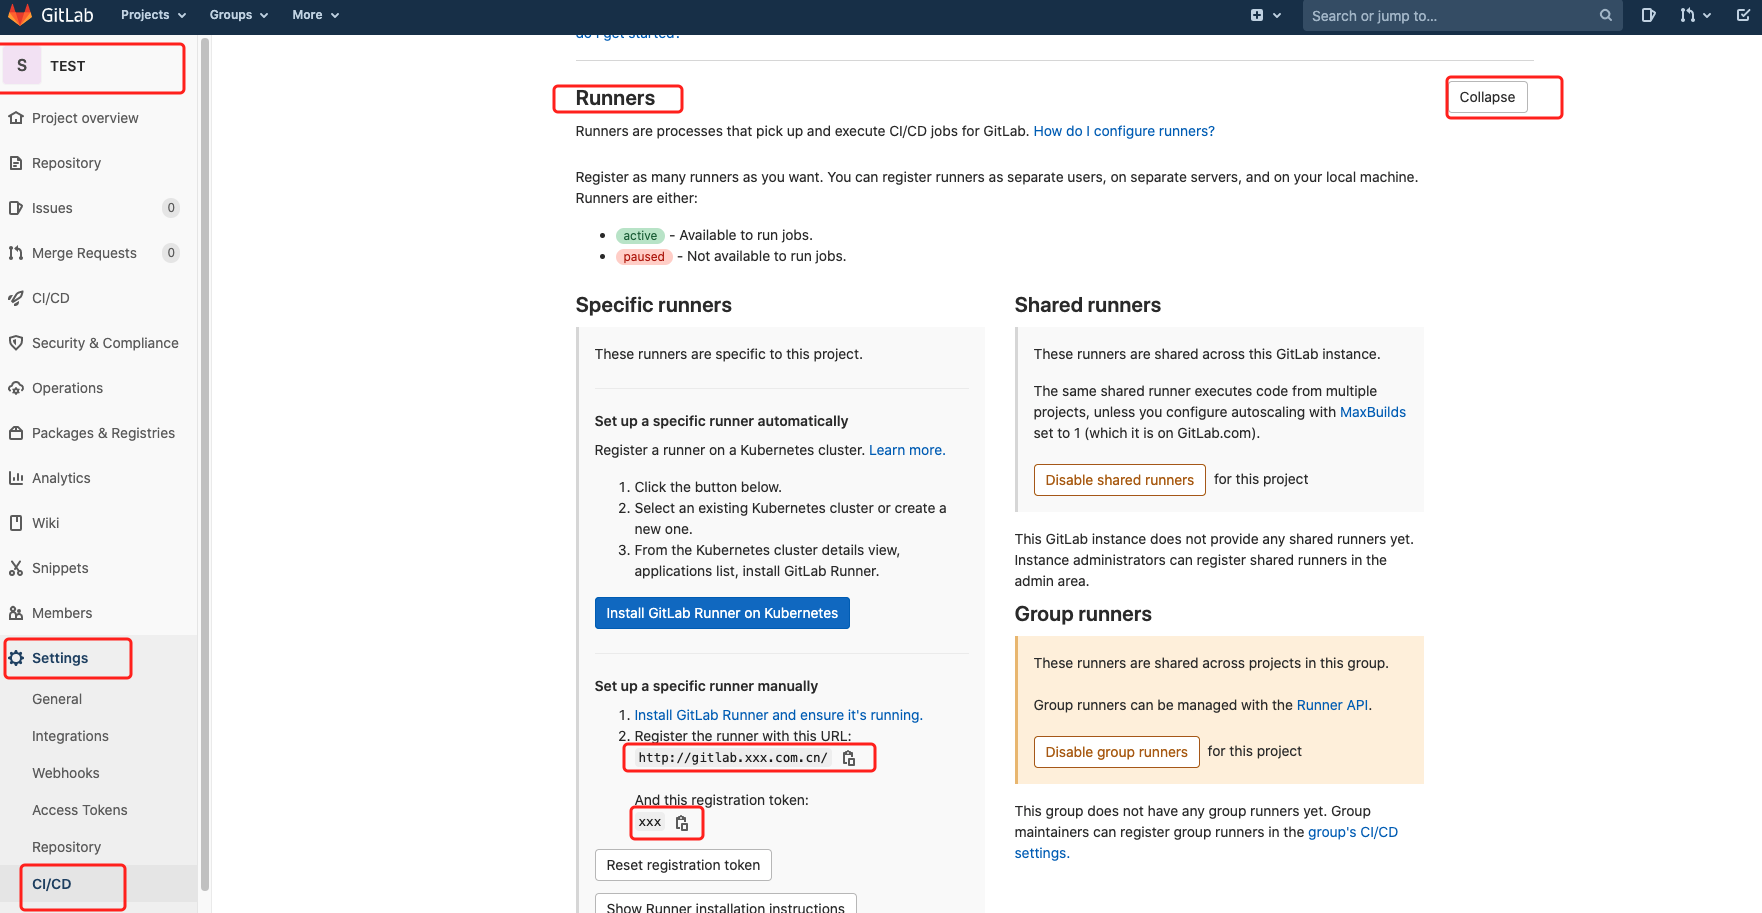 GitLab Projects Groups More Search or jump to...
do I get started?
S TEST
Project overview
Repository
Issues 0
Merge Requests 0
CI/CD
Security & Compliance
Operations
Packages & Registries
Analytics
Wiki
Snippets
Members
Settings
General
Integrations
Webhooks
Access Tokens
Repository
CI/CD
Runners
Collapse
Runners are processes that pick up and execute CI/CD jobs for GitLab. How do I configure runners?
Register as many runners as you want. You can register runners as separate users, on separate servers, and on your local machine.
Runners are either:
• active - Available to run jobs.
• paused - Not available to run jobs.
Specific runners
These runners are specific to this project.
Set up a specific runner automatically
Register a runner on a Kubernetes cluster. Learn more.
1. Click the button below.
2. Select an existing Kubernetes cluster or create a
new one.
3. From the Kubernetes cluster details view,
applications list, install GitLab Runner.
Install GitLab Runner on Kubernetes
Set up a specific runner manually
1. Install GitLab Runner and ensure it's running.
2. Register the runner with this URL:
http://gitlab.xxx.com.cn/
And this registration token:
xxx
Reset registration token
Show Runner installation instructions
Shared runners
These runners are shared across this GitLab instance.
The same shared runner executes code from multiple
projects, unless you configure autoscaling with MaxBuilds
set to 1 (which it is on GitLab.com).
Disable shared runners for this project
This GitLab instance does not provide any shared runners yet.
Instance administrators can register shared runners in the
admin area.
Group runners
These runners are shared across projects in this group.
Group runners can be managed with the Runner API.
Disable group runners for this project
This group does not have any group runners yet. Group
maintainers can register group runners in the group's CI/CD
settings.